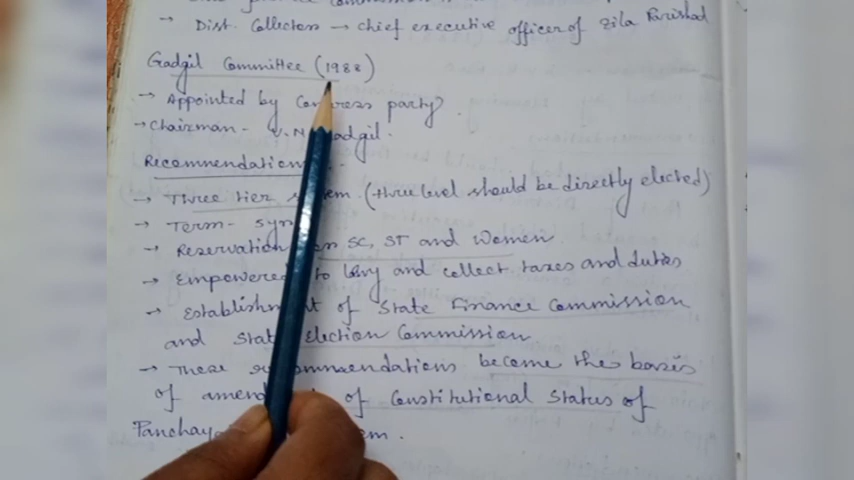 → Dist. Collectors → chief executive officer of Zila Parishad
Gadgil Committee (1988)
→ Appointed by Congress party
→ Chairman - V.N Gadgil.
Recommendations -
→ Three tier system. (three level should be directly elected)
→ Term - 5yrs
→ Reservation SC, ST and Women
→ Empowered to levy and collect taxes and duties
→ Establishment of State Finance Commission
and State Election Commission
→ These recommendations become the basis
of of Constitutional Status of